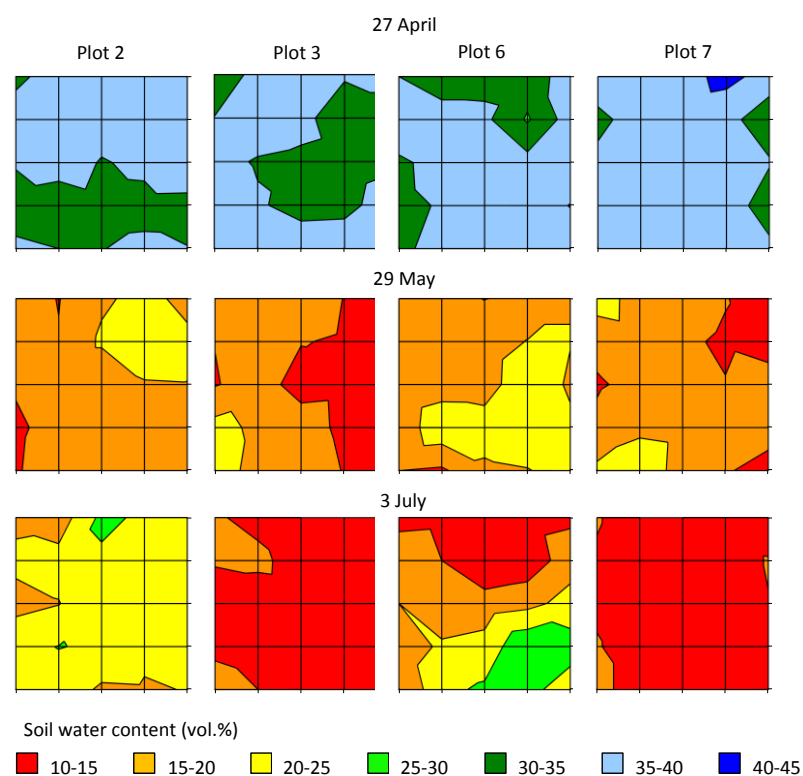 27 April
Plot 2 Plot 3 Plot 6 Plot 7
29 May
3 July
Soil water content (vol.%)
10-15 15-20 20-25 25-30 30-35 35-40 40-45